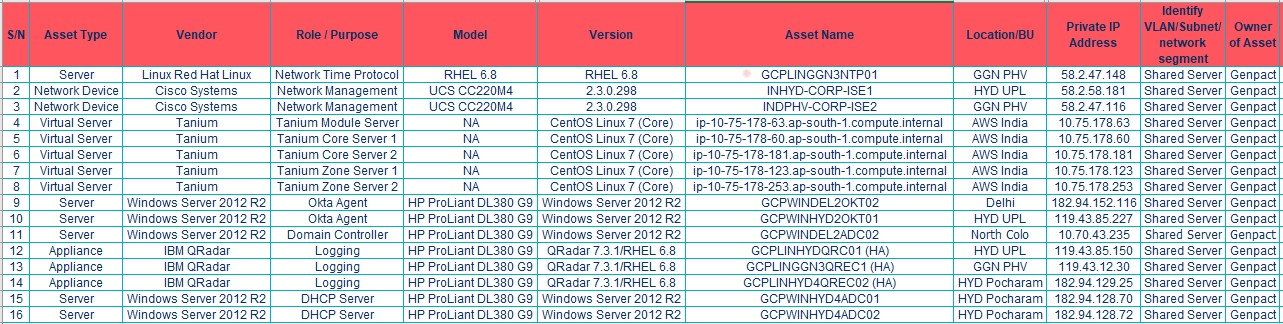 S/N Asset Type Vendor Role / Purpose Model Version Asset Name Location/BU Private IP Address Identify VLAN/Subnet/ network segment Owner of Asset
1 Server Linux Red Hat Linux Network Time Protocol RHEL 6.8 RHEL 6.8 GCPLINGGN3NTP01 GGN PHV 58.2.47.148 Shared Server Genpact
2 Network Device Cisco Systems Network Management UCS CC220M4 2.3.0.298 INHYD-CORP-ISE1 HYD UPL 58.2.58.181 Shared Server Genpact
3 Network Device Cisco Systems Network Management UCS CC220M4 2.3.0.298 INDPHV-CORP-ISE2 GGN PHV 58.2.47.116 Shared Server Genpact
4 Virtual Server Tanium Tanium Module Server NA CentOS Linux 7 (Core) ip-10-75-178-63.ap-south-1.compute.internal AWS India 10.75.178.63 Shared Server Genpact
5 Virtual Server Tanium Tanium Core Server 1 NA CentOS Linux 7 (Core) ip-10-75-178-60.ap-south-1.compute.internal AWS India 10.75.178.60 Shared Server Genpact
6 Virtual Server Tanium Tanium Core Server 2 NA CentOS Linux 7 (Core) ip-10-75-178-181.ap-south-1.compute.internal AWS India 10.75.178.181 Shared Server Genpact
7 Virtual Server Tanium Tanium Zone Server 1 NA CentOS Linux 7 (Core) ip-10-75-178-123.ap-south-1.compute.internal AWS India 10.75.178.123 Shared Server Genpact
8 Virtual Server Tanium Tanium Zone Server 2 NA CentOS Linux 7 (Core) ip-10-75-178-253.ap-south-1.compute.internal AWS India 10.75.178.253 Shared Server Genpact
9 Server Windows Server 2012 R2 Okta Agent HP ProLiant DL380 G9 Windows Server 2012 R2 GCPWINDEL2OKT02 Delhi 182.94.152.116 Shared Server Genpact
10 Server Windows Server 2012 R2 Okta Agent HP ProLiant DL380 G9 Windows Server 2012 R2 GCPWINHYD2OKT01 HYD UPL 119.43.85.227 Shared Server Genpact
11 Server Windows Server 2012 R2 Domain Controller HP ProLiant DL380 G9 Windows Server 2012 R2 GCPWINDEL2ADC02 North Colo 10.70.43.235 Shared Server Genpact
12 Appliance IBM QRadar Logging HP ProLiant DL380 G9 QRadar 7.3.1/RHEL 6.8 GCPLINHYDQRC01 (HA) HYD UPL 119.43.85.150 Shared Server Genpact
13 Appliance IBM QRadar Logging HP ProLiant DL380 G9 QRadar 7.3.1/RHEL 6.8 GCPLINGGN3QREC1 (HA) GGN PHV 119.43.12.30 Shared Server Genpact
14 Appliance IBM QRadar Logging HP ProLiant DL380 G9 QRadar 7.3.1/RHEL 6.8 GCPLINHYD4QREC02 (HA) HYD Pocharam 182.94.129.25 Shared Server Genpact
15 Server Windows Server 2012 R2 DHCP Server HP ProLiant DL380 G9 Windows Server 2012 R2 GCPWINHYD4ADC01 HYD Pocharam 182.94.128.70 Shared Server Genpact
16 Server Windows Server 2012 R2 DHCP Server HP ProLiant DL380 G9 Windows Server 2012 R2 GCPWINHYD4ADC02 HYD Pocharam 182.94.128.72 Shared Server Genpact